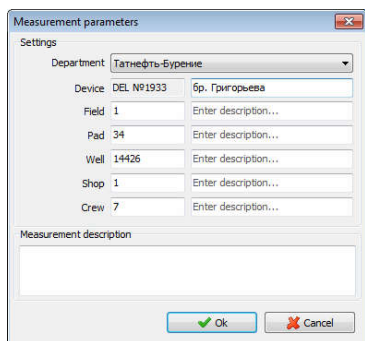 Measurement parameters
Settings
Department Татнефть-Бурение
Device DEL №1933 бр. Григорьева
Field 1 Enter description...
Pad 34 Enter description...
Well 14426 Enter description...
Shop 1 Enter description...
Crew 7 Enter description...
Measurement description
Ok Cancel